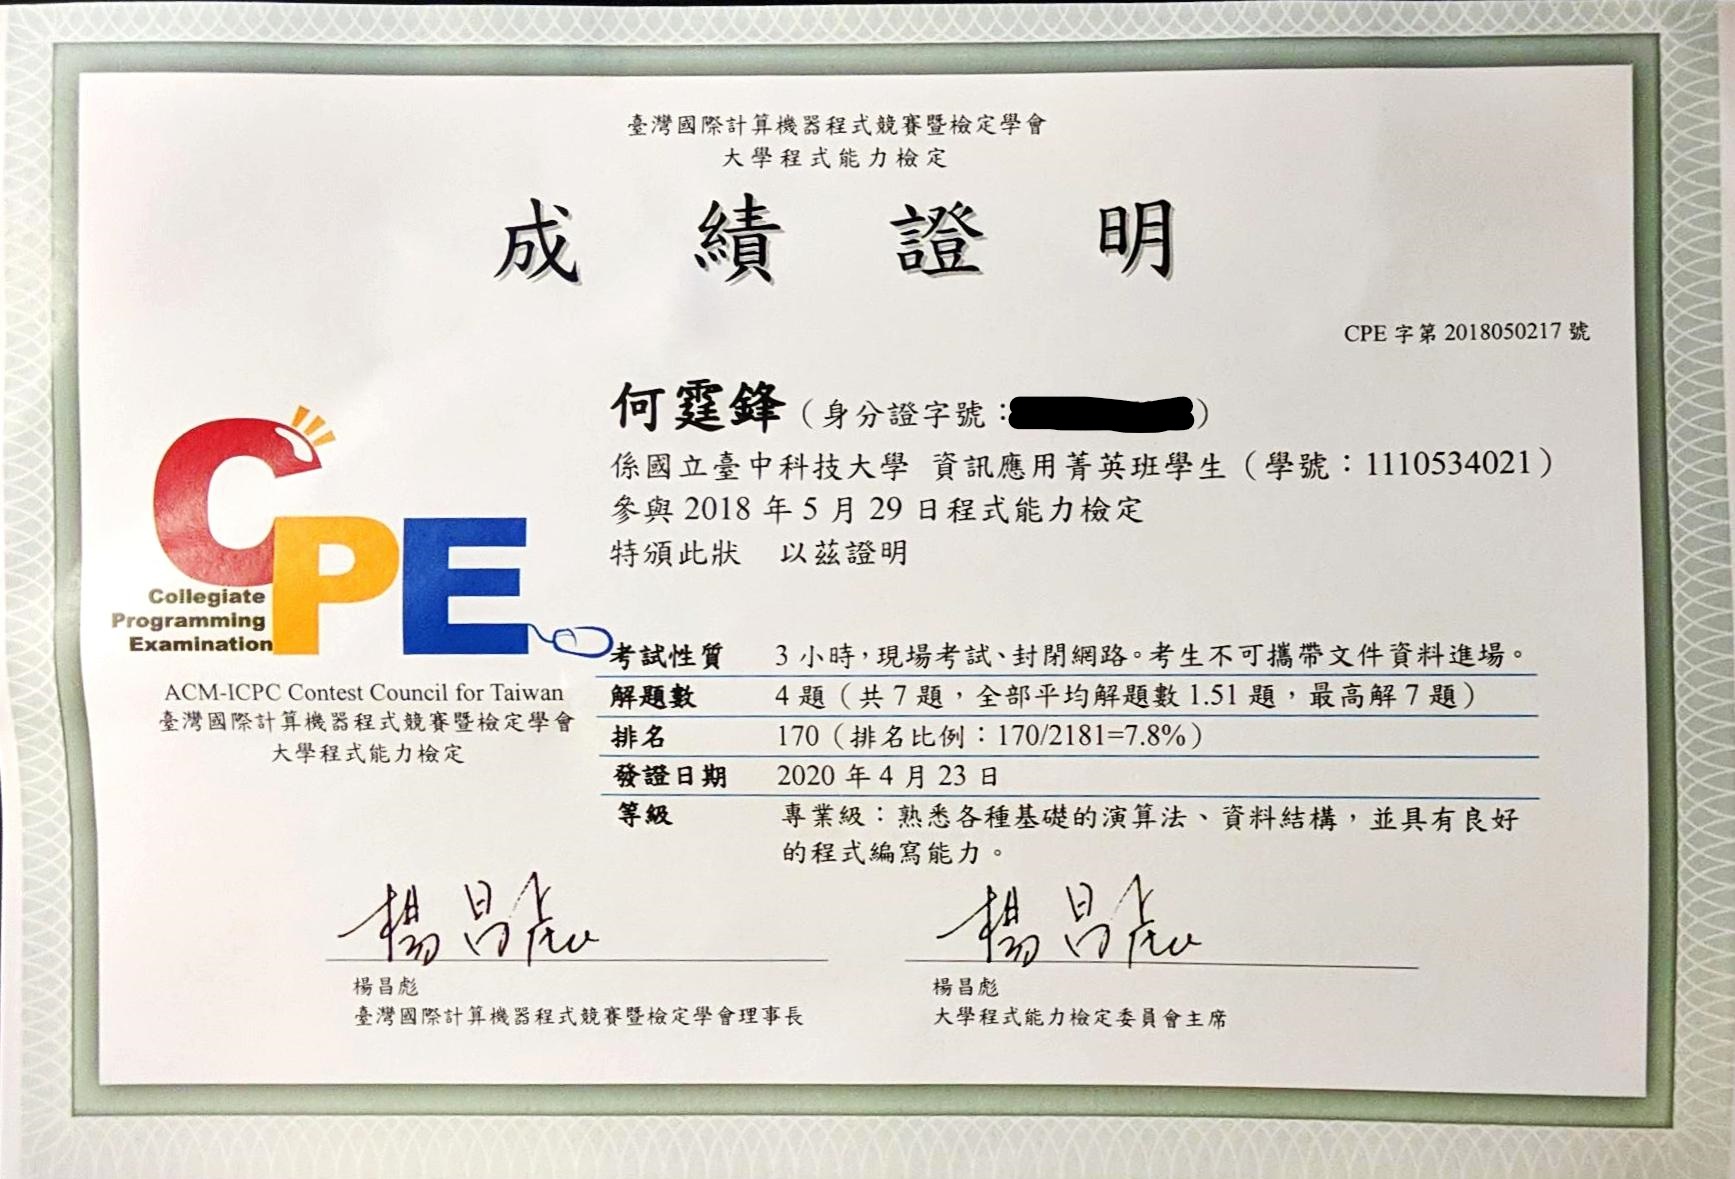 臺灣國際計算機器程式競賽暨檢定學會
大學程式能力檢定
成績證明
CPE 字第 2018050217 號
何霆鋒（身分證字號：）
係國立臺中科技大學 資訊應用菁英班學生（學號：1110534021）
參與 2018 年 5 月 29 日程式能力檢定
特頒此狀 以茲證明
CPE
Collegiate
Programming
Examination
ACM-ICPC Contest Council for Taiwan
臺灣國際計算機器程式競賽暨檢定學會
大學程式能力檢定
考試性質 3 小時，現場考試、封閉網路。考生不可攜帶文件資料進場。
解題數 4 題（共 7 題，全部平均解題數 1.51 題，最高解 7 題）
排名 170（排名比例：170/2181=7.8%）
發證日期 2020 年 4 月 23 日
等級 專業級：熟悉各種基礎的演算法、資料結構，並具有良好
的程式編寫能力。
楊昌彪 楊昌彪
楊昌彪 楊昌彪
臺灣國際計算機器程式競賽暨檢定學會理事長 大學程式能力檢定委員會主席